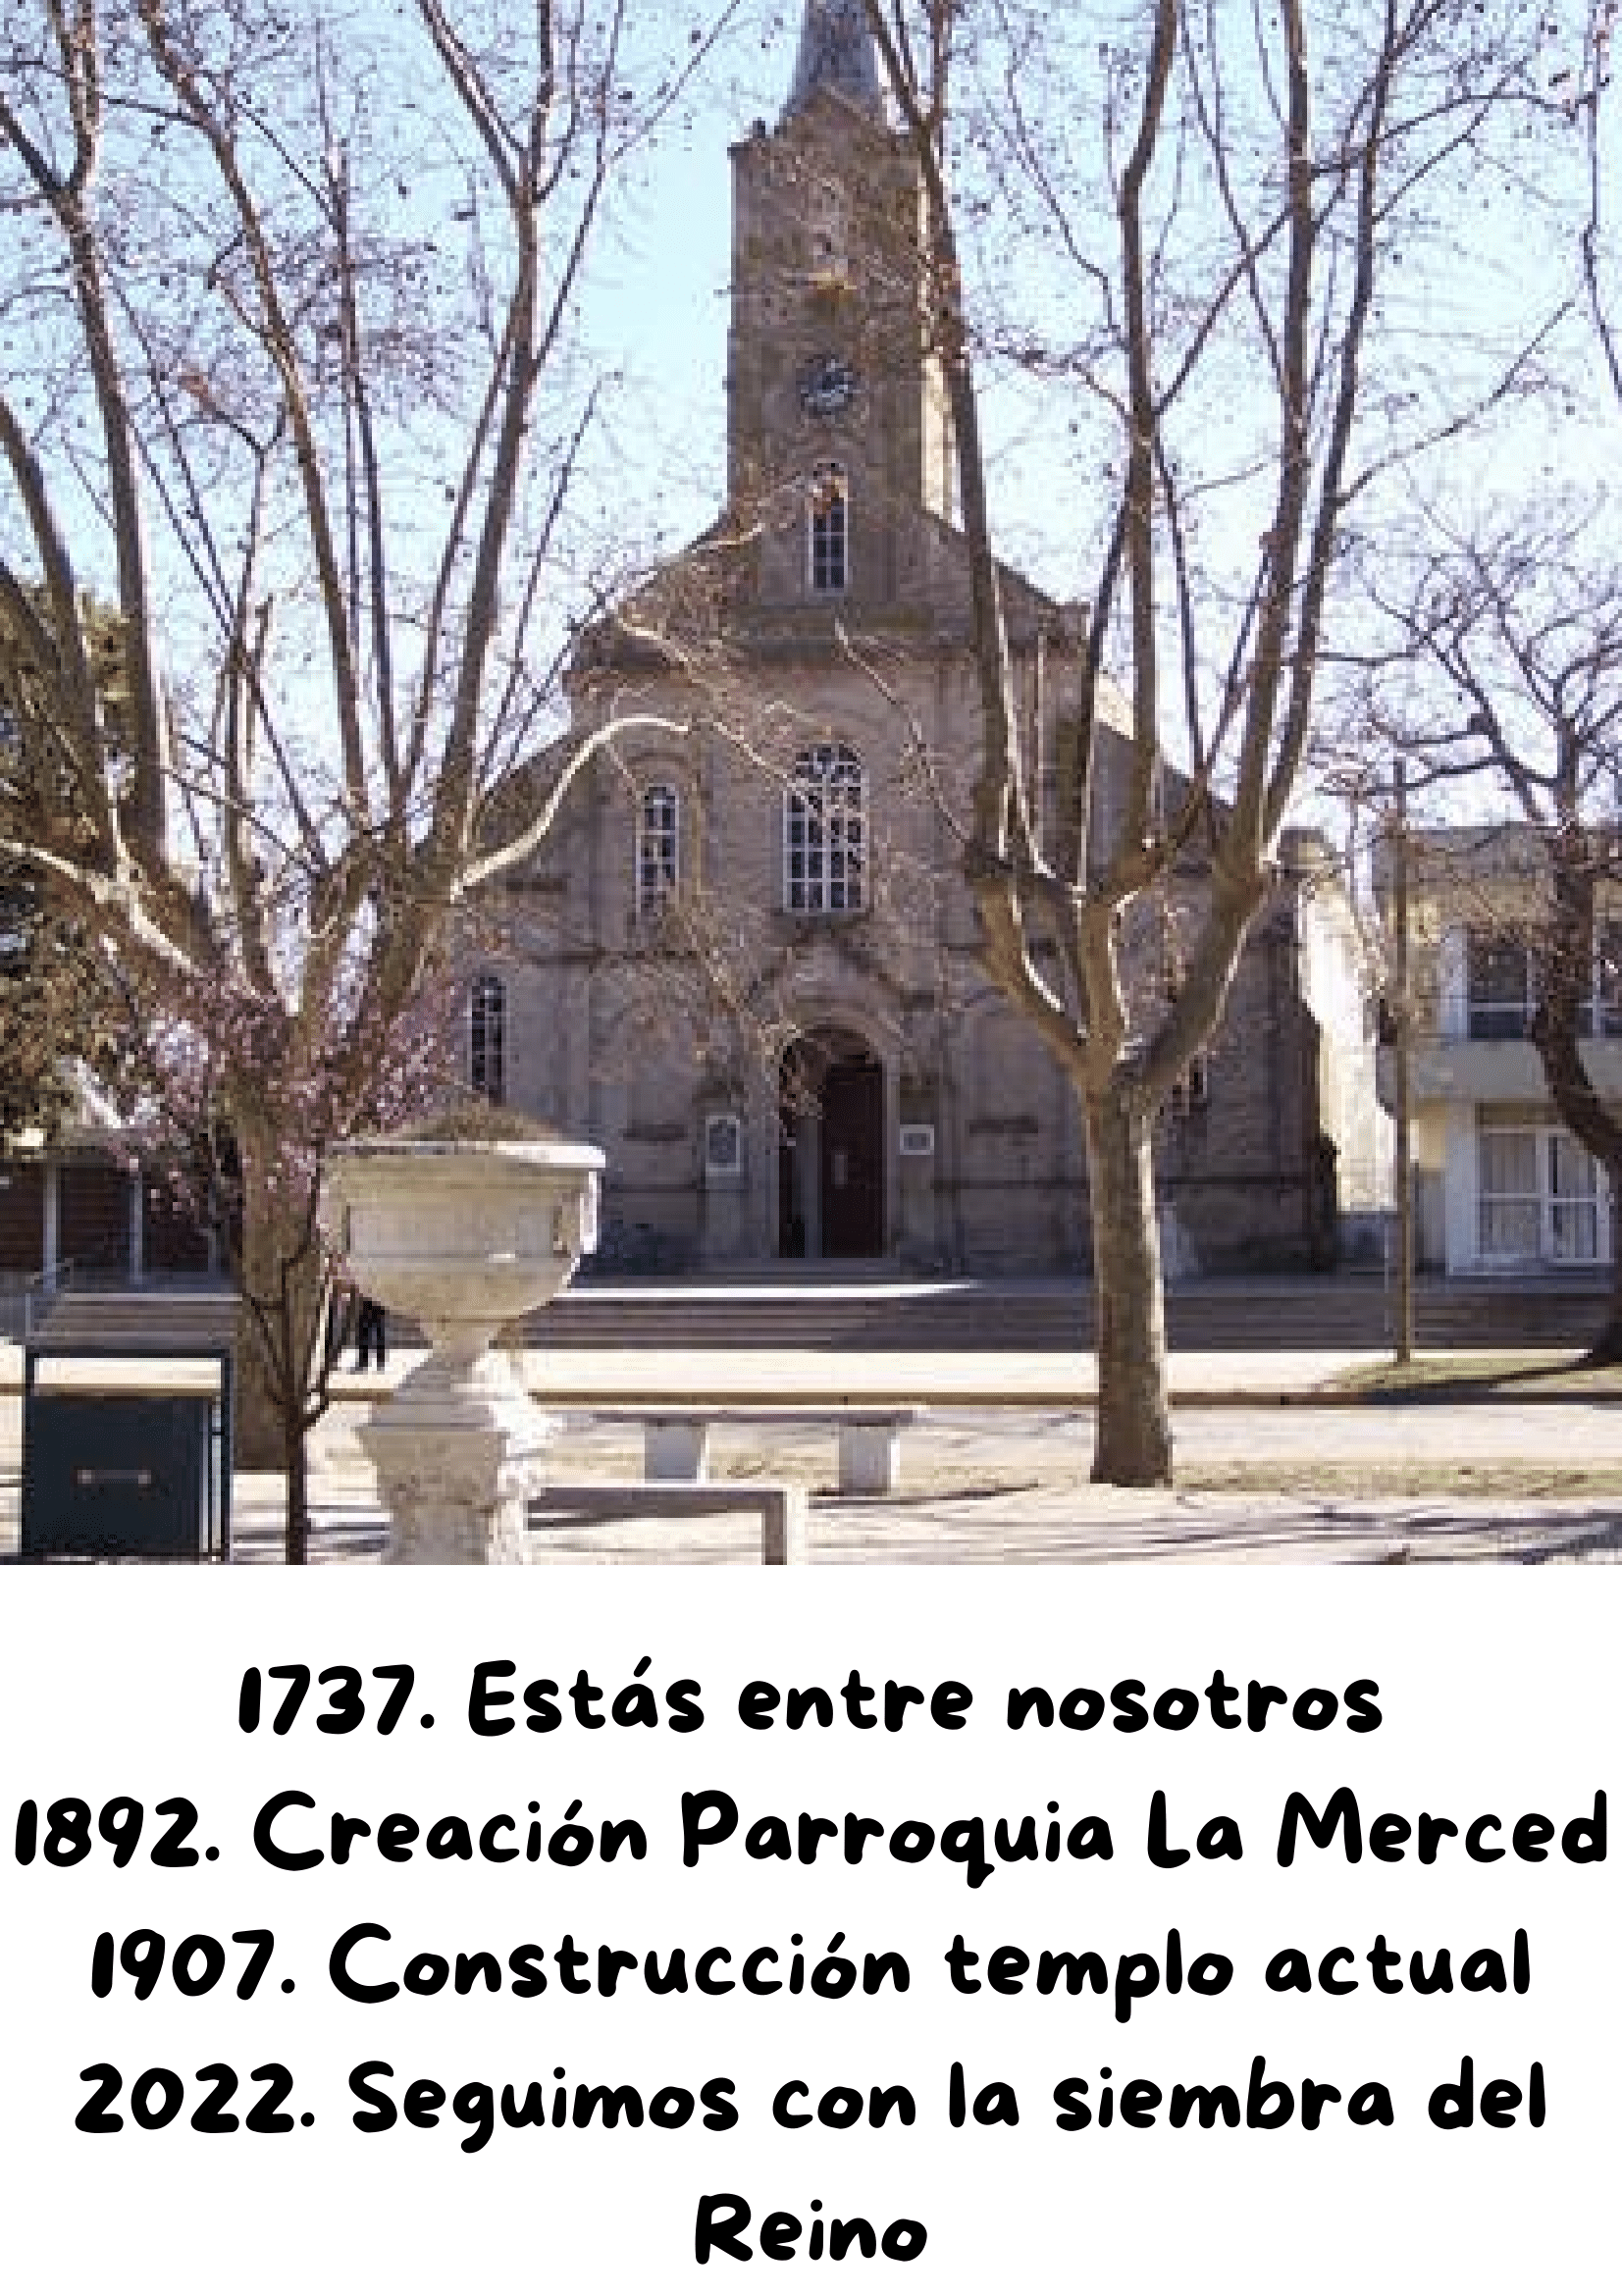 1737. Estás entre nosotros
1892. Creación Parroquia La Merced
1907. Construcción templo actual
2022. Seguimos con la siembra del
Reino